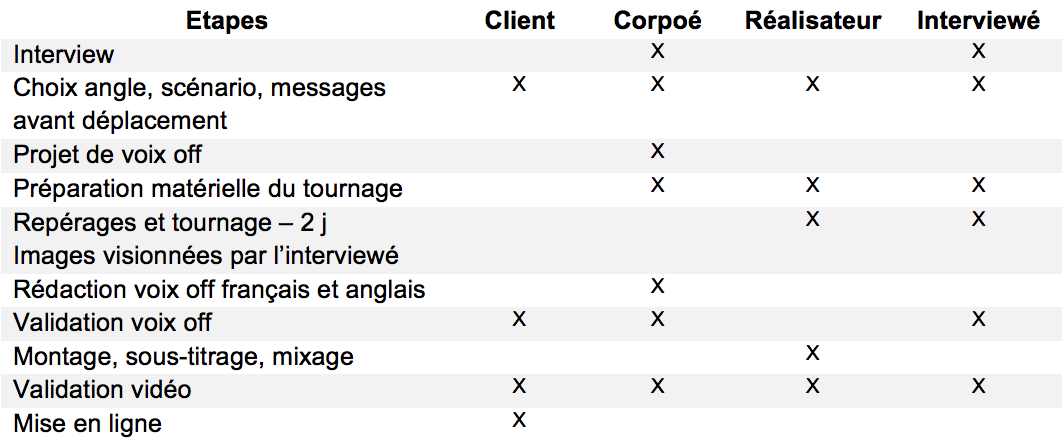 Etapes Client Corpoé Réalisateur Interviewé
Interview x x
Choix angle, scénario, messages x x x x
avant déplacement
Projet de voix off x
Préparation matérielle du tournage x x x
Repérages et tournage – 2 j x x
Images visionnées par l’interviewé
Rédaction voix off français et anglais x
Validation voix off x x x
Montage, sous-titrage, mixage x
Validation vidéo x x x x
Mise en ligne x